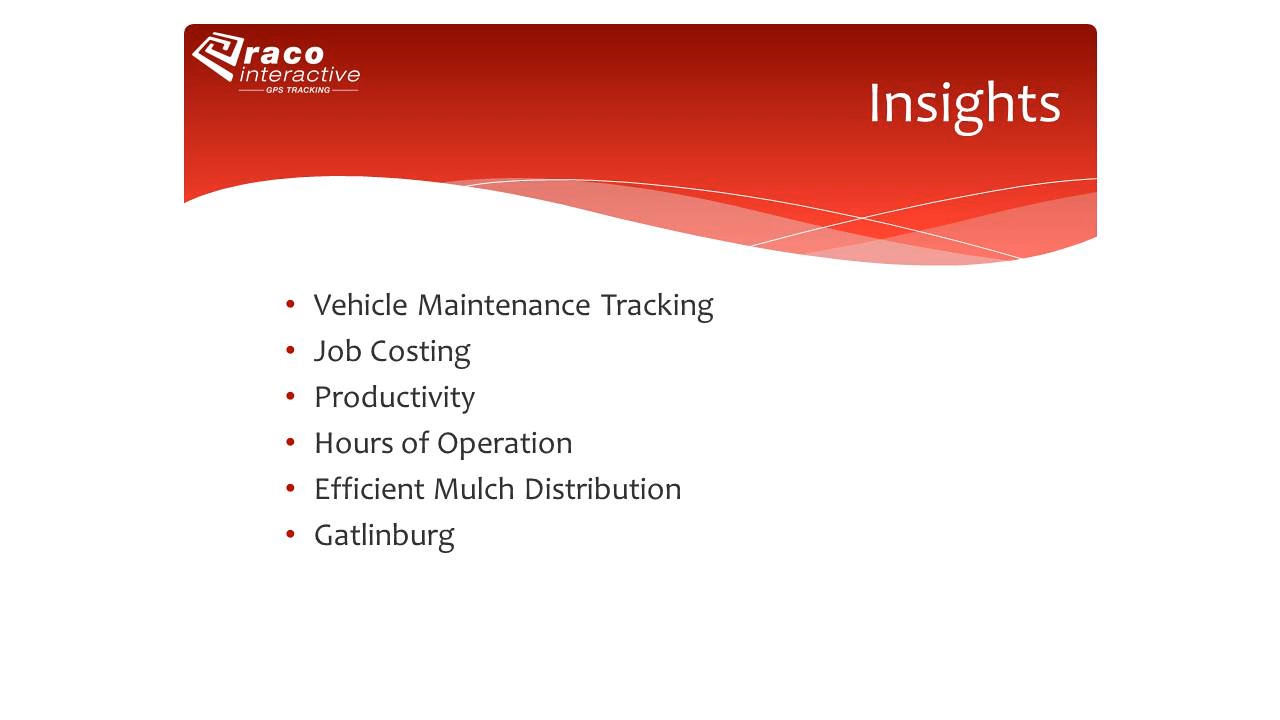 raco
interactive
GPS TRACKING
Insights
• Vehicle Maintenance Tracking
• Job Costing
• Productivity
• Hours of Operation
• Efficient Mulch Distribution
• Gatlinburg